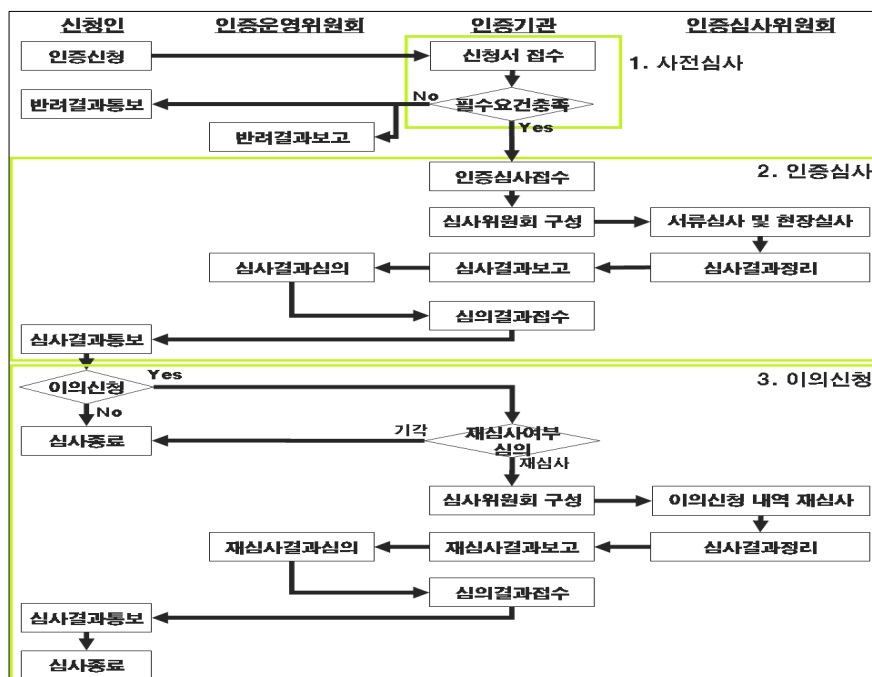 신청인 인증운영위원회 인증기관 인증심사위원회
인증신청 신청서 접수
1. 사전심사
반려결과통보 No 필수요건충족
반려결과보고 Yes
인증심사접수 2. 인증심사
심사위원회 구성 서류심사 및 현장실사
심사결과심의 심사결과보고 심사결과정리
심의결과접수
심사결과통보
이의신청 Yes 3. 이의신청
No
심사종료 기각 재심사여부
심의
재심사
심사위원회 구성 이의신청 내역 재심사
재심사결과심의 재심사결과보고 심사결과정리
심의결과접수
심사결과통보
심사종료